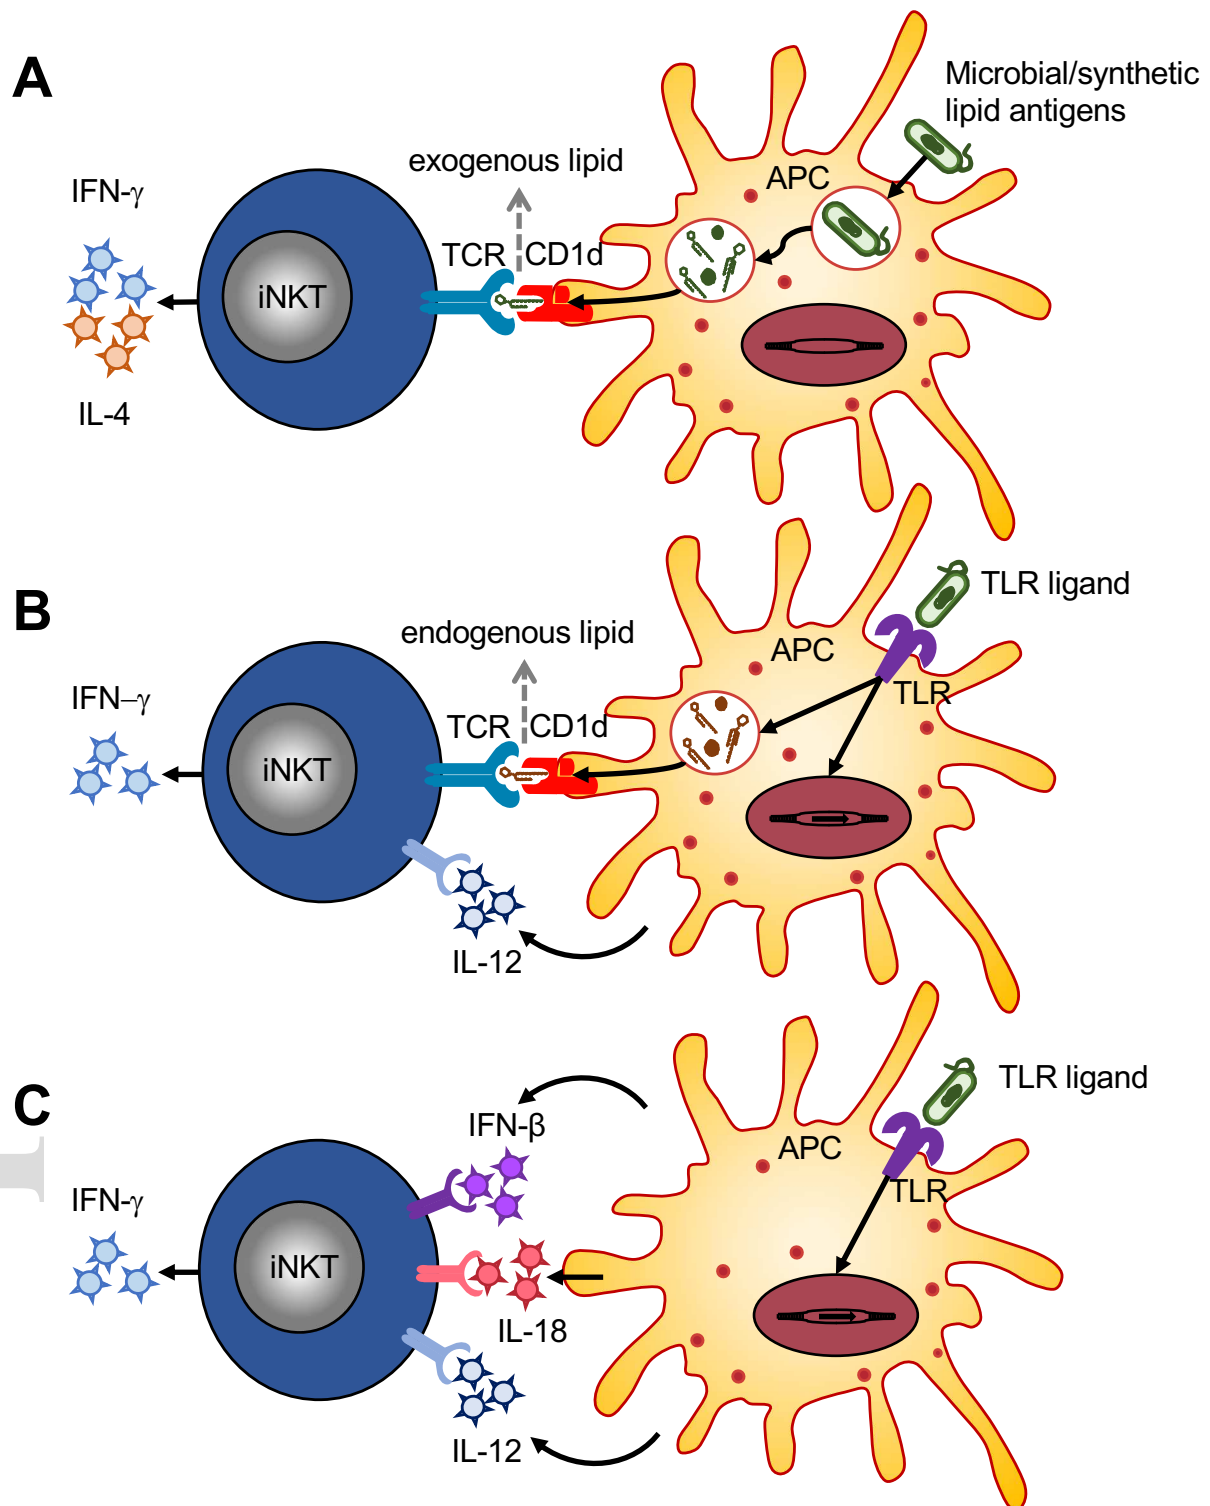 A
Microbial/synthetic
lipid antigens
exogenous lipid
APC
IFN-γ
TCR
CD1d
iNKT
IL-4
B
TLR ligand
endogenous lipid
APC
TLR
IFN–γ
TCR
CD1d
iNKT
IL-12
C
TLR ligand
IFN-β
APC
TLR
IFN-γ
iNKT
IL-18
IL-12